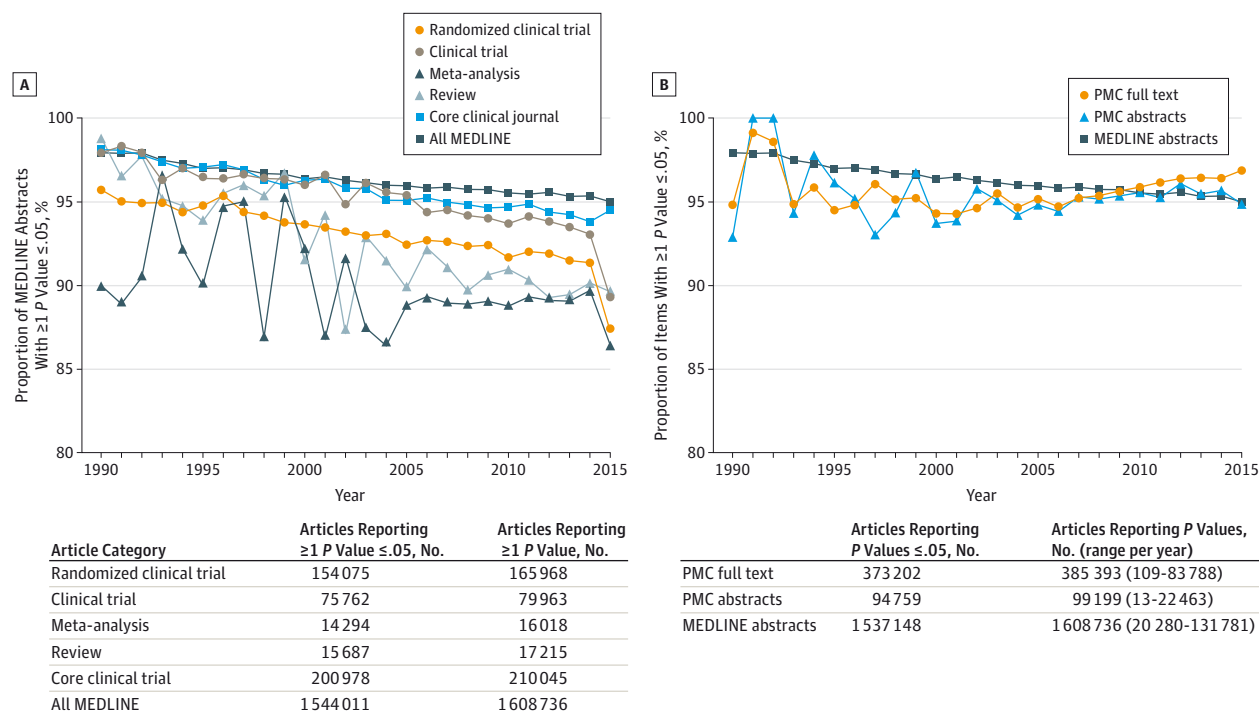 A
Randomized clinical trial
Clinical trial
Meta-analysis
Review
Core clinical journal
All MEDLINE
Proportion of MEDLINE Abstracts
With ≥1 P Value ≤.05, %
100
95
90
85
80
1990 1995 2000 2005 2010 2015
Year
Article Category Articles Reporting ≥1 P Value ≤.05, No. Articles Reporting ≥1 P Value, No.
Randomized clinical trial 154 075 165 968
Clinical trial 75 762 79 963
Meta-analysis 14 294 16 018
Review 15 687 17 215
Core clinical trial 200 978 210 045
All MEDLINE 1 544 011 1 608 736
B
PMC full text
PMC abstracts
MEDLINE abstracts
Proportion of Items With ≥1 P Value ≤.05, %
100
95
90
85
80
1990 1995 2000 2005 2010 2015
Year
Articles Reporting P Values ≤.05, No. Articles Reporting P Values, No. (range per year)
PMC full text 373 202 385 393 (109-83 788)
PMC abstracts 94 759 99 199 (13-22 463)
MEDLINE abstracts 1 537 148 1 608 736 (20 280-131 781)